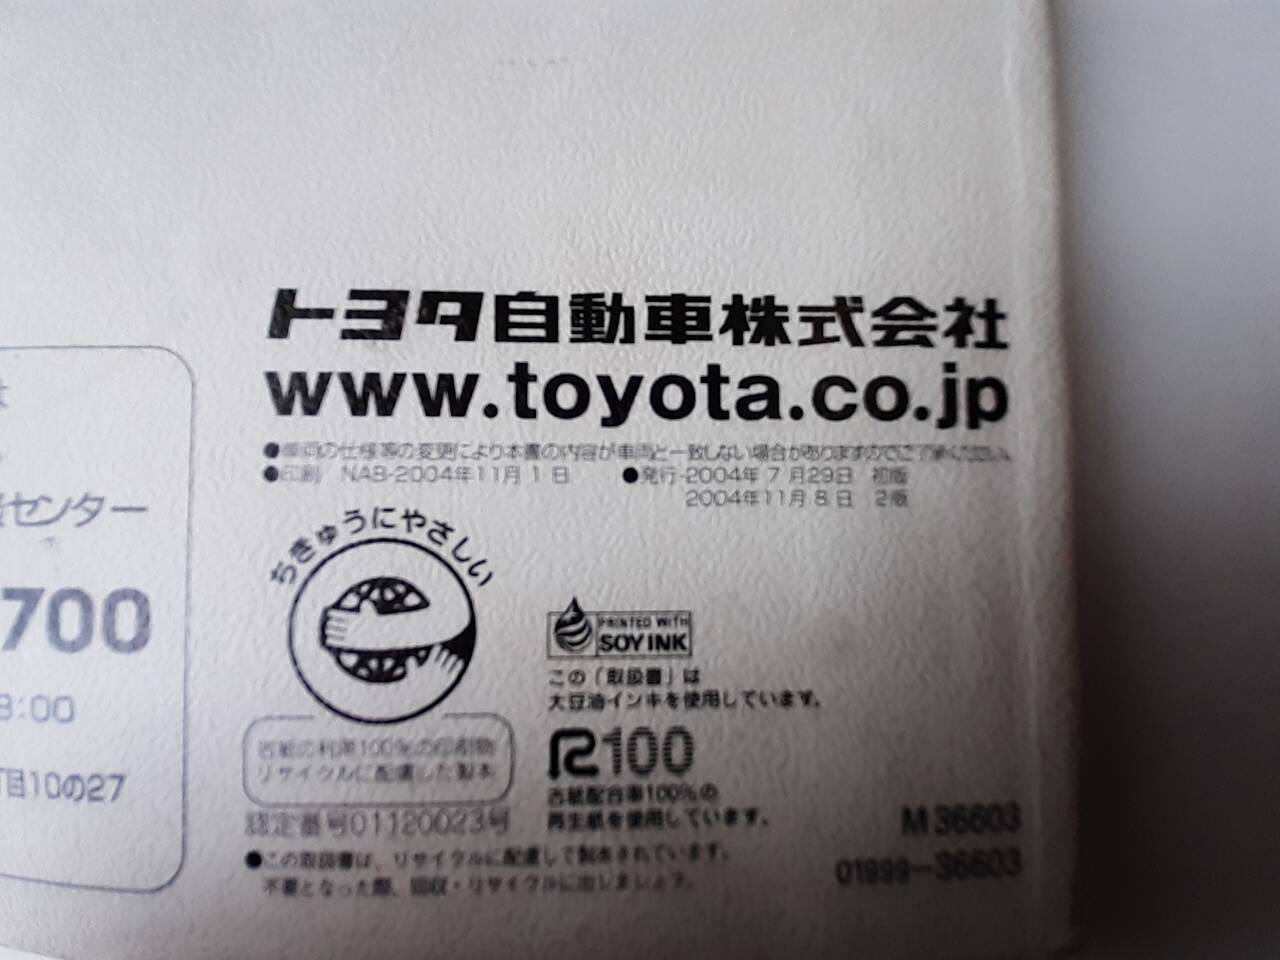 トヨタ自動車株式会社
www.toyota.co.jp
●車両の仕様等の変更により本書の内容が車両と一致しない場合がありますのでご了承ください。
●印刷 NAB-2004年11月1日 ●発行-2004年7月29日 初版
2004年11月8日 2版
センター
700
:00
目10の27
ちきゅうにやさしい
古紙の利用100%の印刷物
リサイクルに配慮した製本
認定番号01120023号
PRINTED WITH
SOY INK
この「取扱書」は
大豆油インキを使用しています。
R100
古紙配合率100%の
再生紙を使用しています。
●この取扱書は、リサイクルに配慮して製本されています。
不要となった際、回収・リサイクルに出しましょう。
M 36603
01999-36603